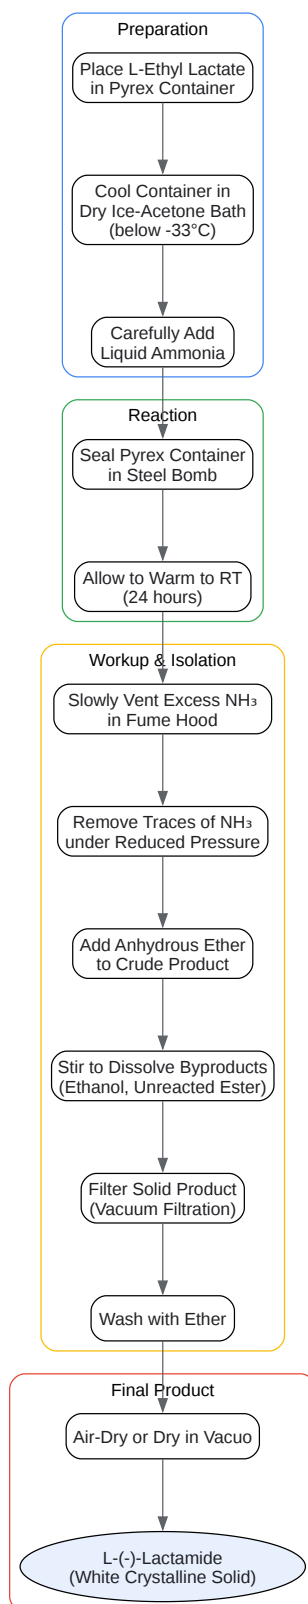 Preparation
Place L-Ethyl Lactate
in Pyrex Container
Cool Container in
Dry Ice-Acetone Bath
(below -33°C)
Carefully Add
Liquid Ammonia
Reaction
Seal Pyrex Container
in Steel Bomb
Allow to Warm to RT
(24 hours)
Workup & Isolation
Slowly Vent Excess NH₃
in Fume Hood
Remove Traces of NH₃
under Reduced Pressure
Add Anhydrous Ether
to Crude Product
Stir to Dissolve Byproducts
(Ethanol, Unreacted Ester)
Filter Solid Product
(Vacuum Filtration)
Wash with Ether
Final Product
Air-Dry or Dry in Vacuo
L-(-)-Lactamide
(White Crystalline Solid)